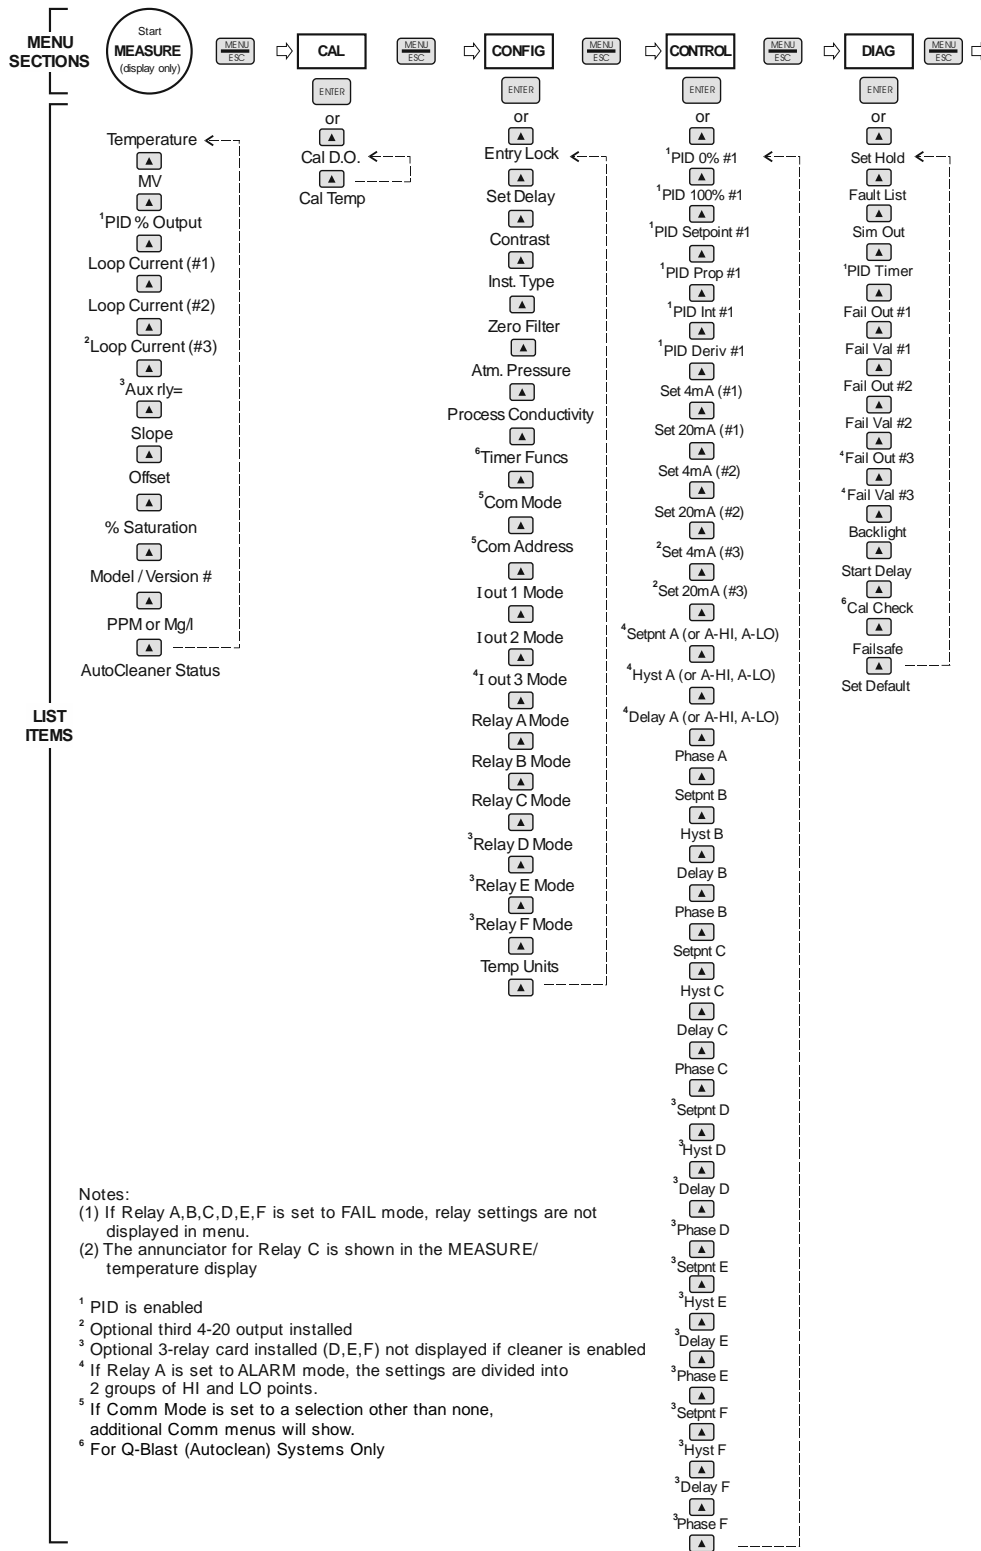 MENU
SECTIONS
Start
MEASURE
(display only)
MENU
ESC
CAL
MENU
ESC
CONFIG
MENU
ESC
CONTROL
MENU
ESC
DIAG
MENU
ESC
ENTER
ENTER
ENTER
ENTER
or
or
or
or
LIST
ITEMS
Temperature
MV
¹PID % Output
Loop Current (#1)
Loop Current (#2)
²Loop Current (#3)
³Aux rly=
Slope
Offset
% Saturation
Model / Version #
PPM or Mg/l
AutoCleaner Status
Cal D.O.
Cal Temp
Entry Lock
Set Delay
Contrast
Inst. Type
Zero Filter
Atm. Pressure
Process Conductivity
⁶Timer Funcs
⁵Com Mode
⁵Com Address
Iout 1 Mode
Iout 2 Mode
⁴I out 3 Mode
Relay A Mode
Relay B Mode
Relay C Mode
³Relay D Mode
³Relay E Mode
³Relay F Mode
Temp Units
¹PID 0% #1
¹PID 100% #1
¹PID Setpoint #1
¹PID Prop #1
¹PID Int #1
¹PID Deriv #1
Set 4mA (#1)
Set 20mA (#1)
Set 4mA (#2)
Set 20mA (#2)
²Set 4mA (#3)
²Set 20mA (#3)
⁴Setpnt A (or A-HI, A-LO)
⁴Hyst A (or A-HI, A-LO)
⁴Delay A (or A-HI, A-LO)
Phase A
Setpnt B
Hyst B
Delay B
Phase B
Setpnt C
Hyst C
Delay C
Phase C
³Setpnt D
³Hyst D
³Delay D
³Phase D
³Setpnt E
³Hyst E
³Delay E
³Phase E
³Setpnt F
³Hyst F
³Delay F
³Phase F
Set Hold
Fault List
Sim Out
¹PID Timer
Fail Out #1
Fail Val #1
Fail Out #2
Fail Val #2
⁴Fail Out #3
⁴Fail Val #3
Backlight
Start Delay
⁶Cal Check
Failsafe
Set Default
Notes:
(1) If Relay A,B,C,D,E,F is set to FAIL mode, relay settings are not
displayed in menu.
(2) The annunciator for Relay C is shown in the MEASURE/
temperature display
¹ PID is enabled
² Optional third 4-20 output installed
³ Optional 3-relay card installed (D,E,F) not displayed if cleaner is enabled
⁴ If Relay A is set to ALARM mode, the settings are divided into
2 groups of HI and LO points.
⁵ If Comm Mode is set to a selection other than none,
additional Comm menus will show.
⁶ For Q-Blast (Autoclean) Systems Only